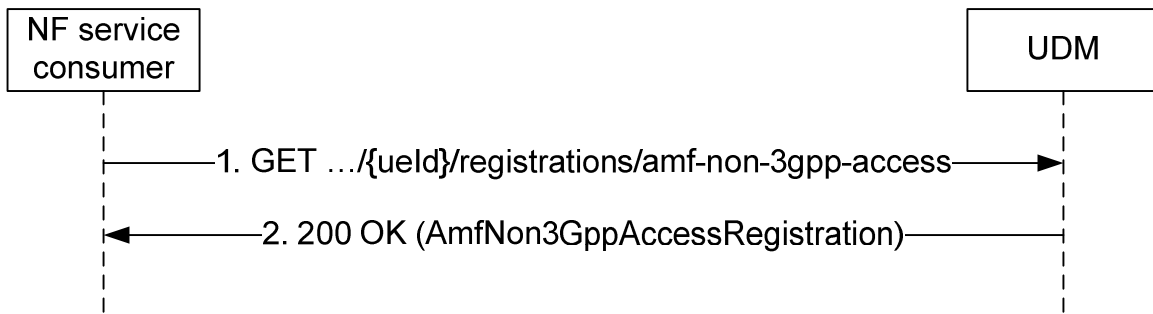 NF service
consumer
UDM
1. GET …/{ueId}/registrations/amf-non-3gpp-access
2. 200 OK (AmfNon3GppAccessRegistration)